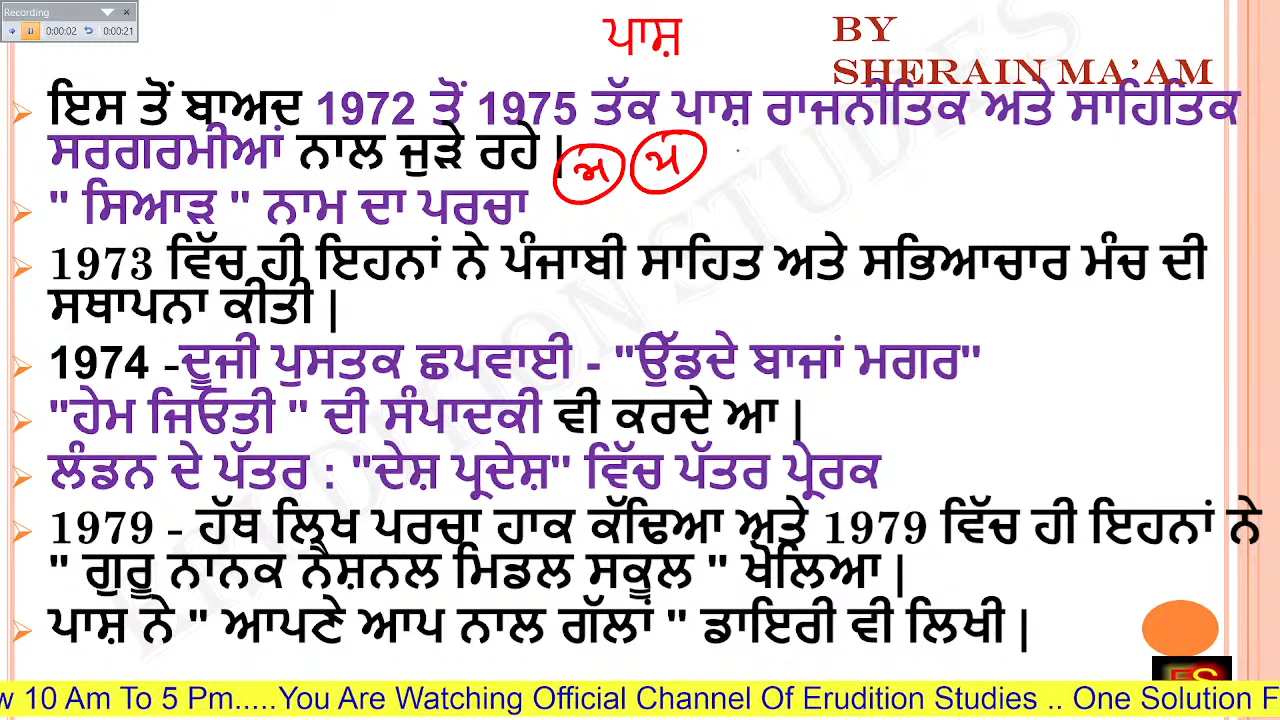 Recording
0:00:02 0:00:21
ਪਾਸ਼
BY
SHERAIN MA'AM
ਇਸ ਤੋਂ ਬਾਅਦ 1972 ਤੋਂ 1975 ਤੱਕ ਪਾਸ਼ ਰਾਜਨੀਤਿਕ ਅਤੇ ਸਾਹਿਤਿਕ
ਸਰਗਰਮੀਆਂ ਨਾਲ ਜੁੜੇ ਰਹੇ |
" ਸਿਆੜ " ਨਾਮ ਦਾ ਪਰਚਾ
1973 ਵਿੱਚ ਹੀ ਇਹਨਾਂ ਨੇ ਪੰਜਾਬੀ ਸਾਹਿਤ ਅਤੇ ਸਭਿਆਚਾਰ ਮੰਚ ਦੀ
ਸਥਾਪਨਾ ਕੀਤੀ |
1974 -ਦੂਜੀ ਪੁਸਤਕ ਛਪਵਾਈ - "ਉੱਡਦੇ ਬਾਜਾਂ ਮਗਰ"
"ਹੇਮ ਜਿਓਤੀ " ਦੀ ਸੰਪਾਦਕੀ ਵੀ ਕਰਦੇ ਆ |
ਲੰਡਨ ਦੇ ਪੱਤਰ : "ਦੇਸ਼ ਪ੍ਰਦੇਸ਼" ਵਿੱਚ ਪੱਤਰ ਪ੍ਰੇਰਕ
1979 - ਹੱਥ ਲਿਖ ਪਰਚਾ ਹਾਕ ਕੱਢਿਆ ਅਤੇ 1979 ਵਿੱਚ ਹੀ ਇਹਨਾਂ ਨੇ
" ਗੁਰੂ ਨਾਨਕ ਨੈਸ਼ਨਲ ਮਿਡਲ ਸਕੂਲ " ਖੋਲਿਆ |
ਪਾਸ਼ ਨੇ " ਆਪਣੇ ਆਪ ਨਾਲ ਗੱਲਾਂ " ਡਾਇਰੀ ਵੀ ਲਿਖੀ |
ES
w 10 Am To 5 Pm.....You Are Watching Official Channel Of Erudition Studies .. One Solution F
ERUDITION STUDIES